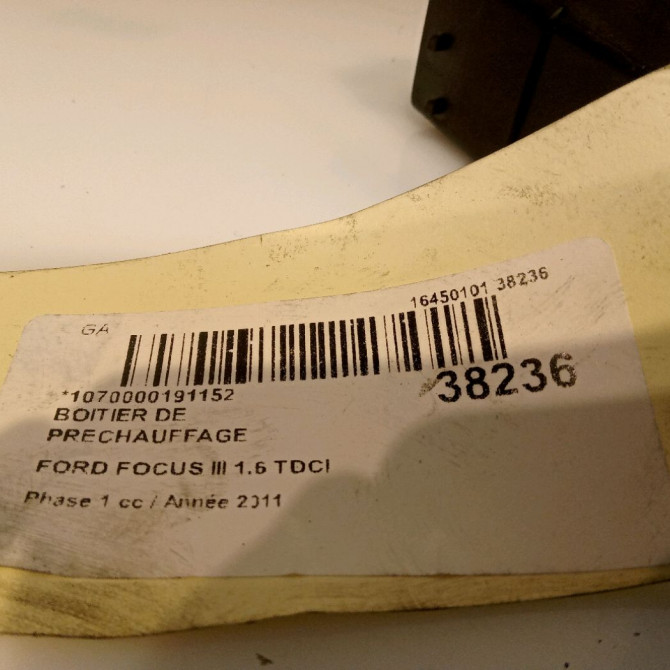 16450101 38236
GA
*1070000191152
38236
BOITIER DE
PRECHAUFFAGE
FORD FOCUS III 1.6 TDCI
Phase 1 cc / Année 2011